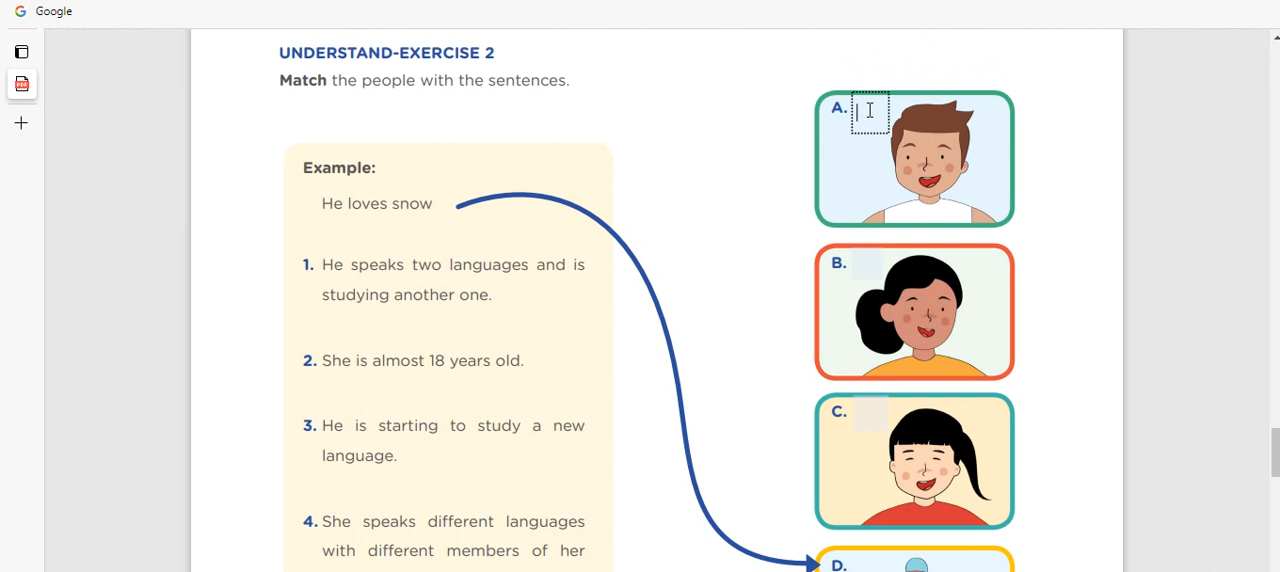 Google
UNDERSTAND-EXERCISE 2
Match the people with the sentences.
Example:
He loves snow
1. He speaks two languages and is
studying another one.
2. She is almost 18 years old.
3. He is starting to study a new
language.
4. She speaks different languages
with different members of her
A.
B.
C.
D.